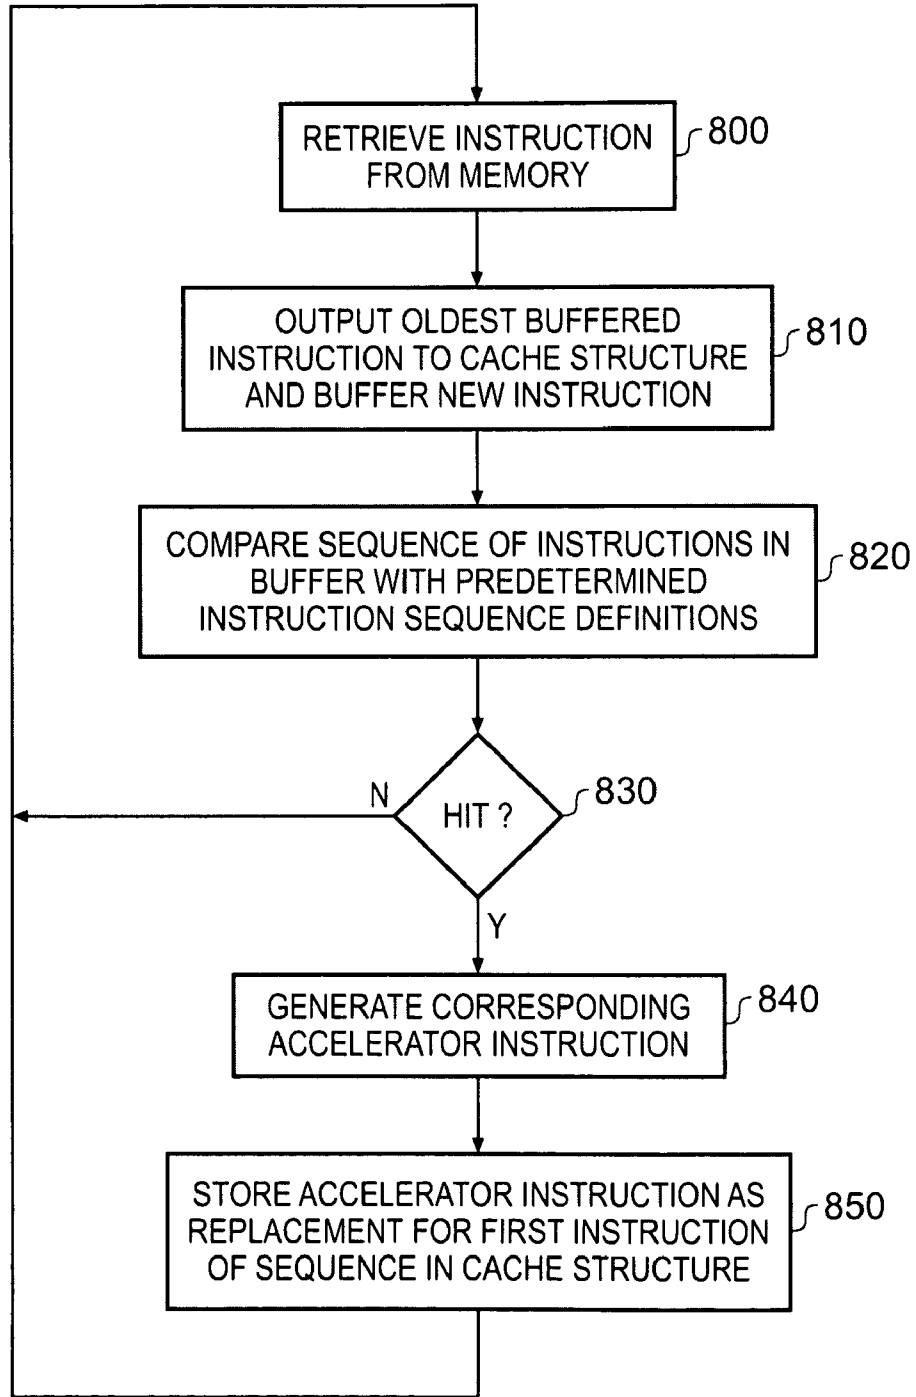 RETRIEVE INSTRUCTION
FROM MEMORY
800
OUTPUT OLDEST BUFFERED
INSTRUCTION TO CACHE STRUCTURE
AND BUFFER NEW INSTRUCTION
810
COMPARE SEQUENCE OF INSTRUCTIONS IN
BUFFER WITH PREDETERMINED
INSTRUCTION SEQUENCE DEFINITIONS
820
N
HIT ?
830
Y
GENERATE CORRESPONDING
ACCELERATOR INSTRUCTION
840
STORE ACCELERATOR INSTRUCTION AS
REPLACEMENT FOR FIRST INSTRUCTION
OF SEQUENCE IN CACHE STRUCTURE
850